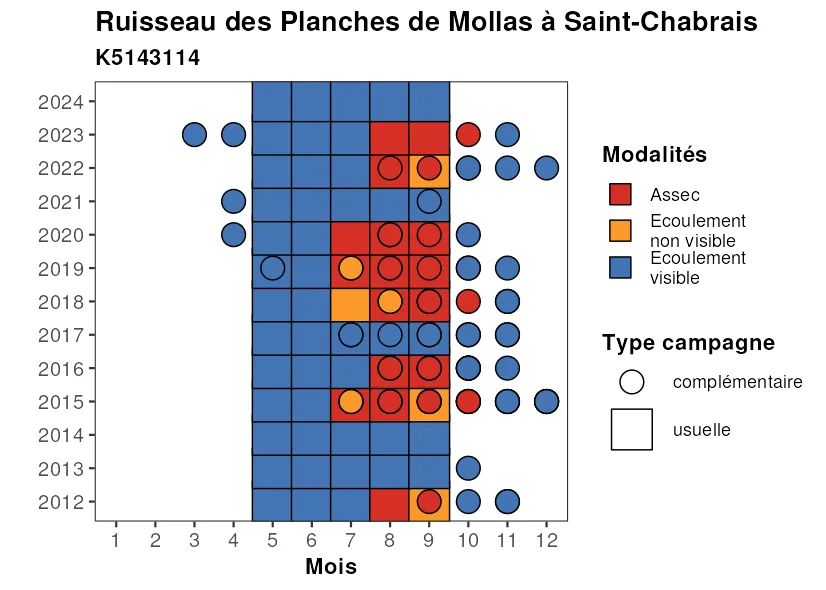 Ruisseau des Planches de Mollas à Saint-Chabrais
K5143114
2024
2023
2022
2021
2020
2019
2018
2017
2016
2015
2014
2013
2012
1 2 3 4 5 6 7 8 9 10 11 12
Mois
Modalités
Assec
Ecoulement
non visible
Ecoulement
visible
Type campagne
complémentaire
usuelle